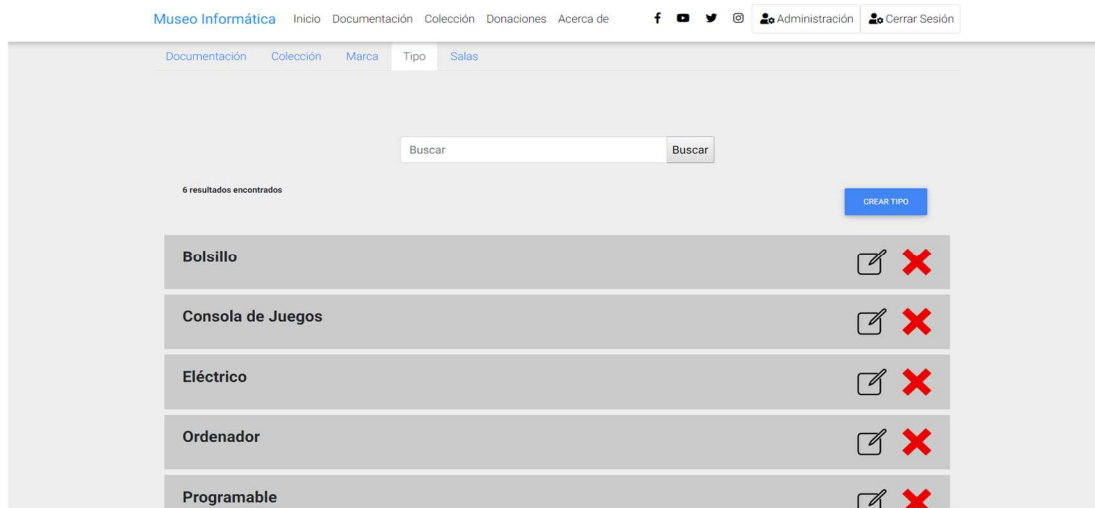 Museo Informática Inicio Documentación Colección Donaciones Acerca de Administración Cerrar Sesión
Documentación Colección Marca Tipo Salas
Buscar Buscar
6 resultados encontrados
CREAR TIPO
Bolsillo
Consola de Juegos
Eléctrico
Ordenador
Programable